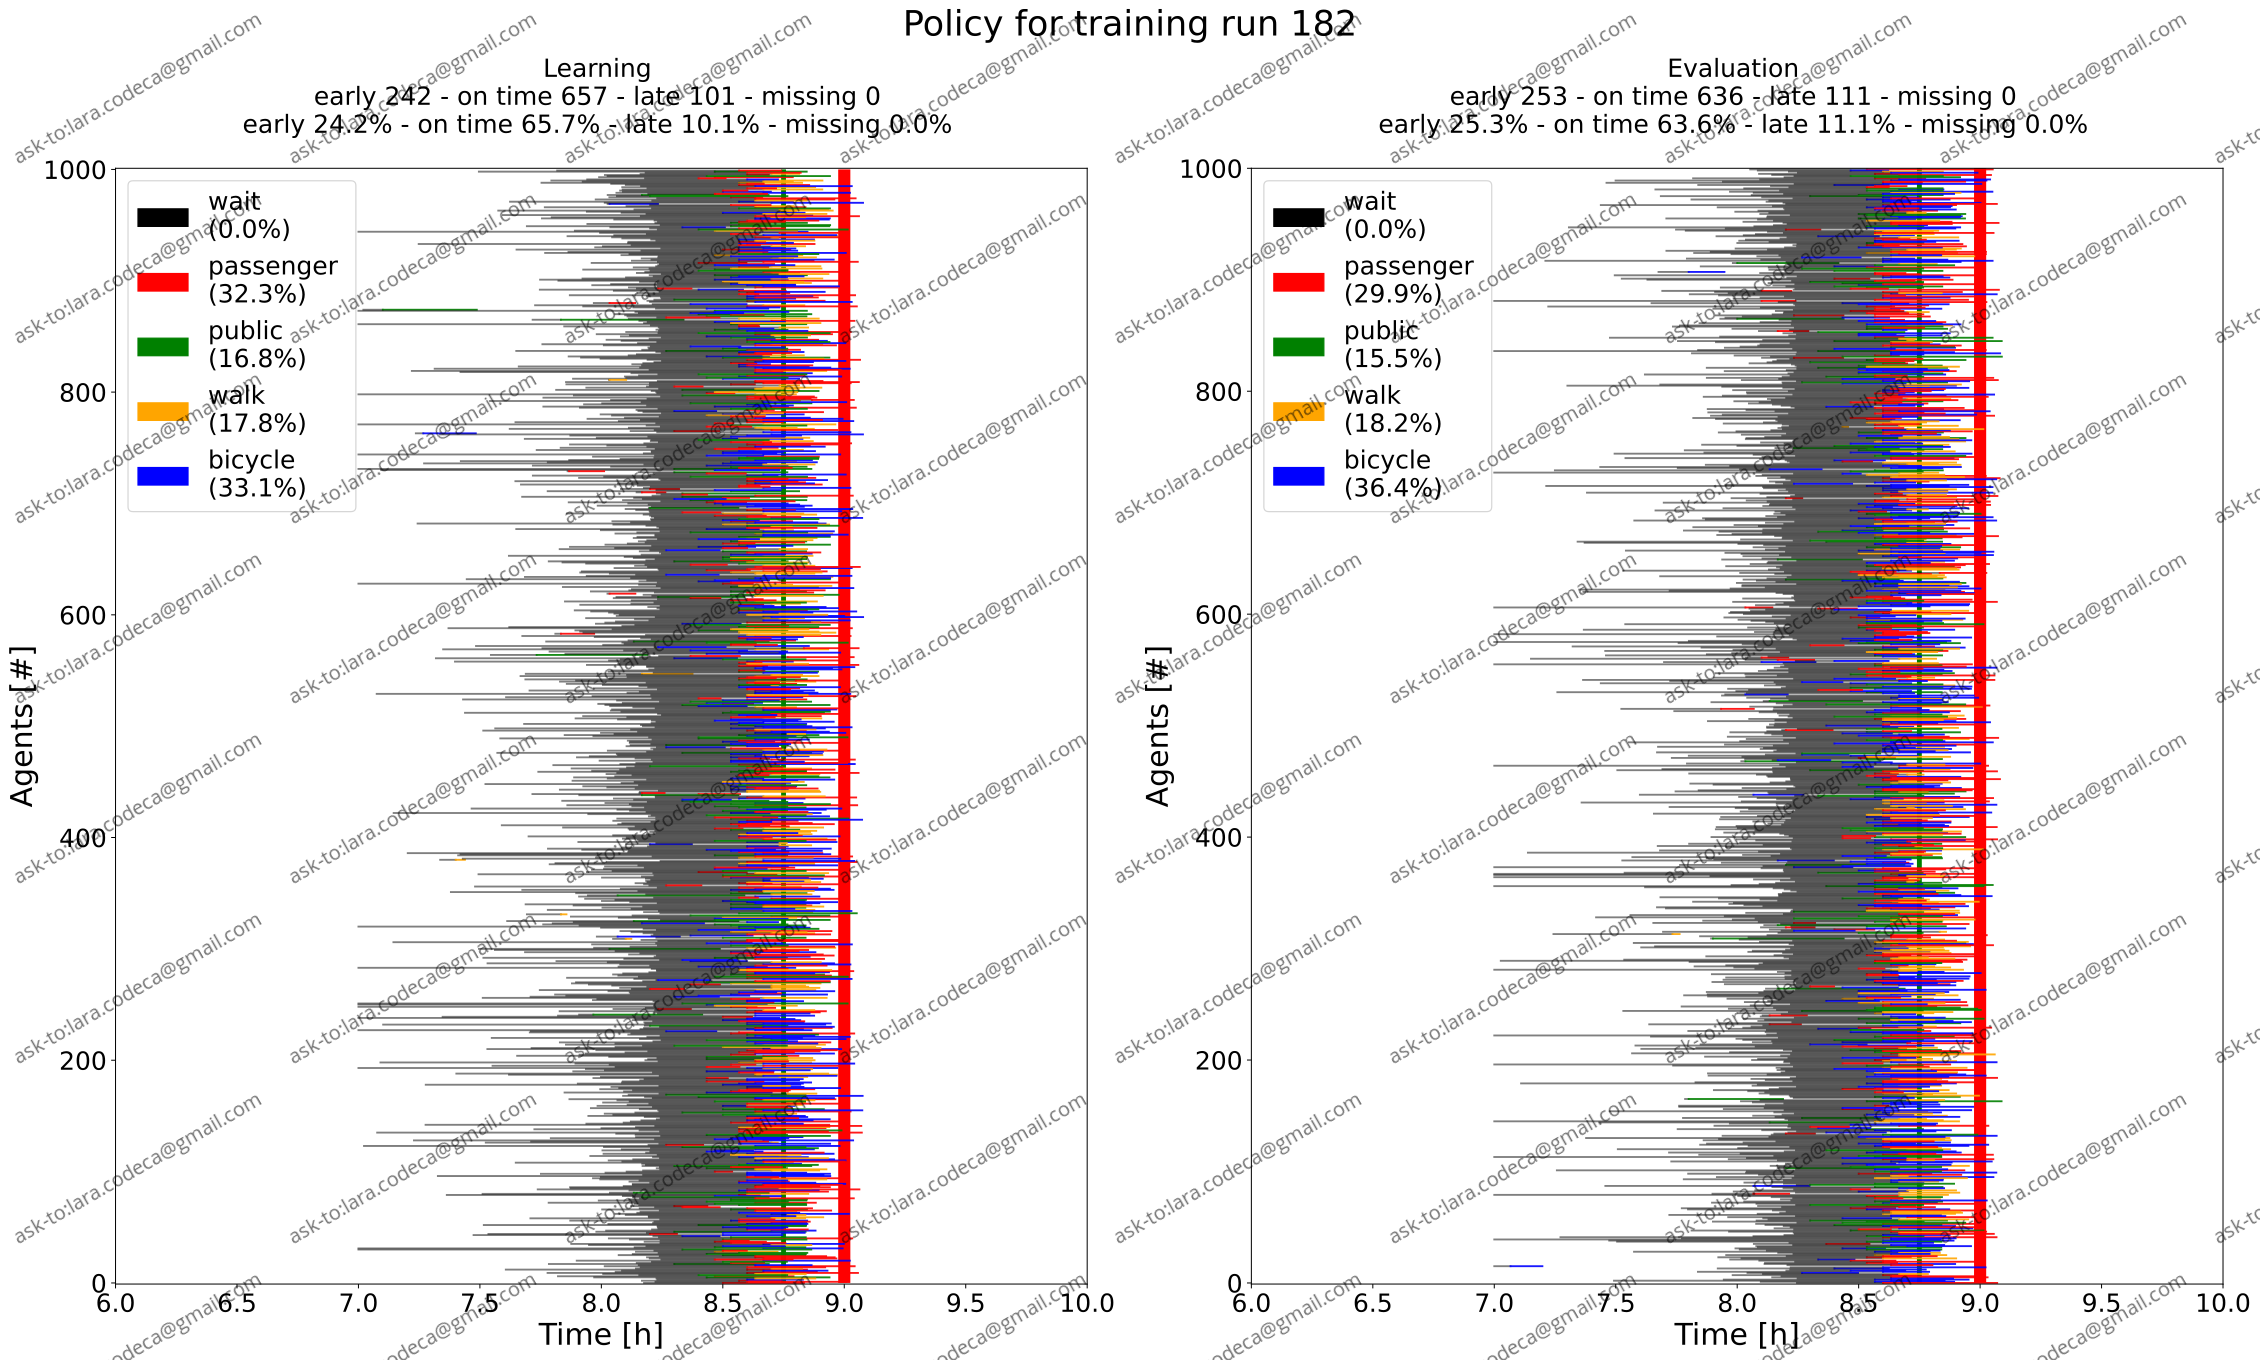 Policy for training run 182
Learning
early 242 - on time 657 - late 101 - missing 0
early 24.2% - on time 65.7% - late 10.1% - missing 0.0%
1000
800
600
400
200
0
Agents [#]
wait
(0.0%)
passenger
(32.3%)
public
(16.8%)
walk
(17.8%)
bicycle
(33.1%)
6.0 6.5 7.0 7.5 8.0 8.5 9.0 9.5 10.0
Time [h]
Evaluation
early 253 - on time 636 - late 111 - missing 0
early 25.3% - on time 63.6% - late 11.1% - missing 0.0%
1000
800
600
400
200
0
Agents [#]
wait
(0.0%)
passenger
(29.9%)
public
(15.5%)
walk
(18.2%)
bicycle
(36.4%)
6.0 6.5 7.0 7.5 8.0 8.5 9.0 9.5 10.0
Time [h]
ask-to:lara.codeca@gmail.com